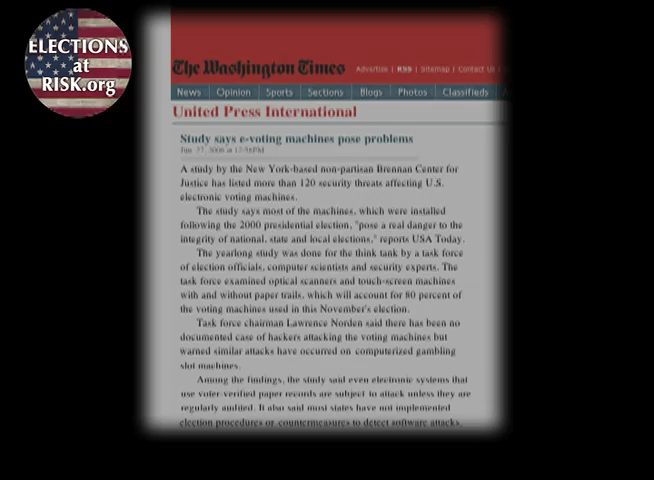 ELECTIONS
at
RISK.org
The Washington Times
Advertise | RSS | Sitemap | Contact Us
News Opinion Sports Sections Blogs Photos Classifieds
United Press International
Study says e-voting machines pose problems
Jun. 27, 2006 at 12:56PM
A study by the New York-based non-partisan Brennan Center for
Justice has listed more than 120 security threats affecting U.S.
electronic voting machines.
The study says most of the machines, which were installed
following the 2000 presidential election, "pose a real danger to the
integrity of national, state and local elections," reports USA Today.
The yearlong study was done for the think tank by a task force
of election officials, computer scientists and security experts. The
task force examined optical scanners and touch-screen machines
with and without paper trails, which will account for 80 percent of
the voting machines used in this November's election.
Task force chairman Lawrence Norden said there has been no
documented case of hackers attacking the voting machines but
warned similar attacks have occurred on computerized gambling
slot machines.
Among the findings, the study said even electronic systems that
use voter-verified paper records are subject to attack unless they are
regularly audited. It also said most states have not implemented
election procedures or countermeasures to detect software attacks.